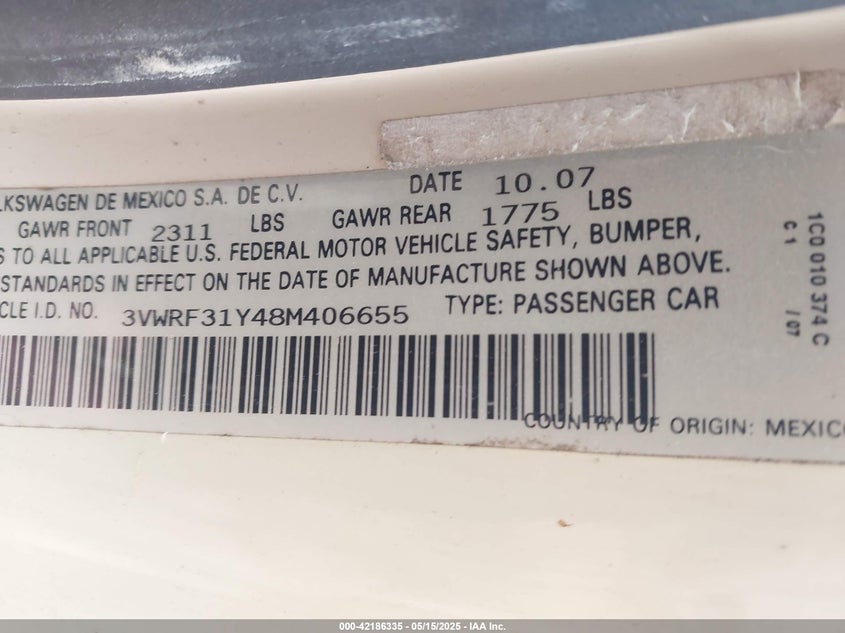 LKSWAGEN DE MEXICO S.A. DE C.V. DATE 10.07
GAWR FRONT 2311 LBS GAWR REAR 1775 LBS
S TO ALL APPLICABLE U.S. FEDERAL MOTOR VEHICLE SAFETY, BUMPER,
STANDARDS IN EFFECT ON THE DATE OF MANUFACTURE SHOWN ABOVE.
CLE I.D. NO. 3VWRF31Y48M406655 TYPE: PASSENGER CAR
COUNTRY OF ORIGIN: MEXICO
1C0 010 374 C
C 1 / 07
000-42186335 - 05/15/2025 - IAA Inc.